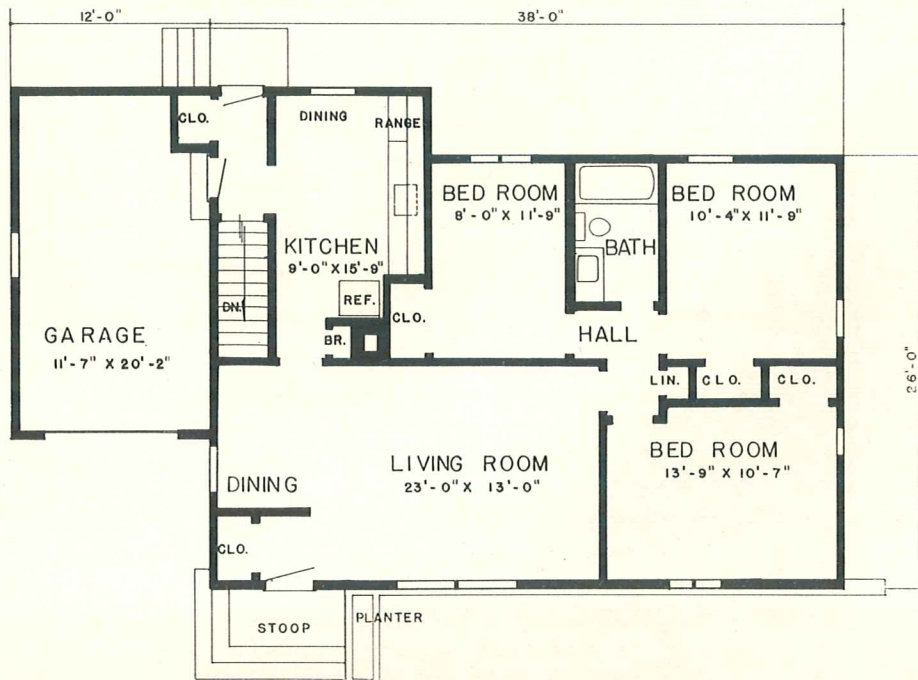 12'-0"
38'-0"
CLO.
DINING
RANGE
BED ROOM
8'-0" X 11'-9"
BED ROOM
10'-4" X 11'-9"
BATH
KITCHEN
9'-0" X 15'-9"
REF.
DN.
CLO.
BR.
HALL
GARAGE
11'-7" X 20'-2"
LIN.
CLO.
CLO.
26'-0"
BED ROOM
13'-9" X 10'-7"
LIVING ROOM
23'-0" X 13'-0"
DINING
CLO.
STOOP
PLANTER